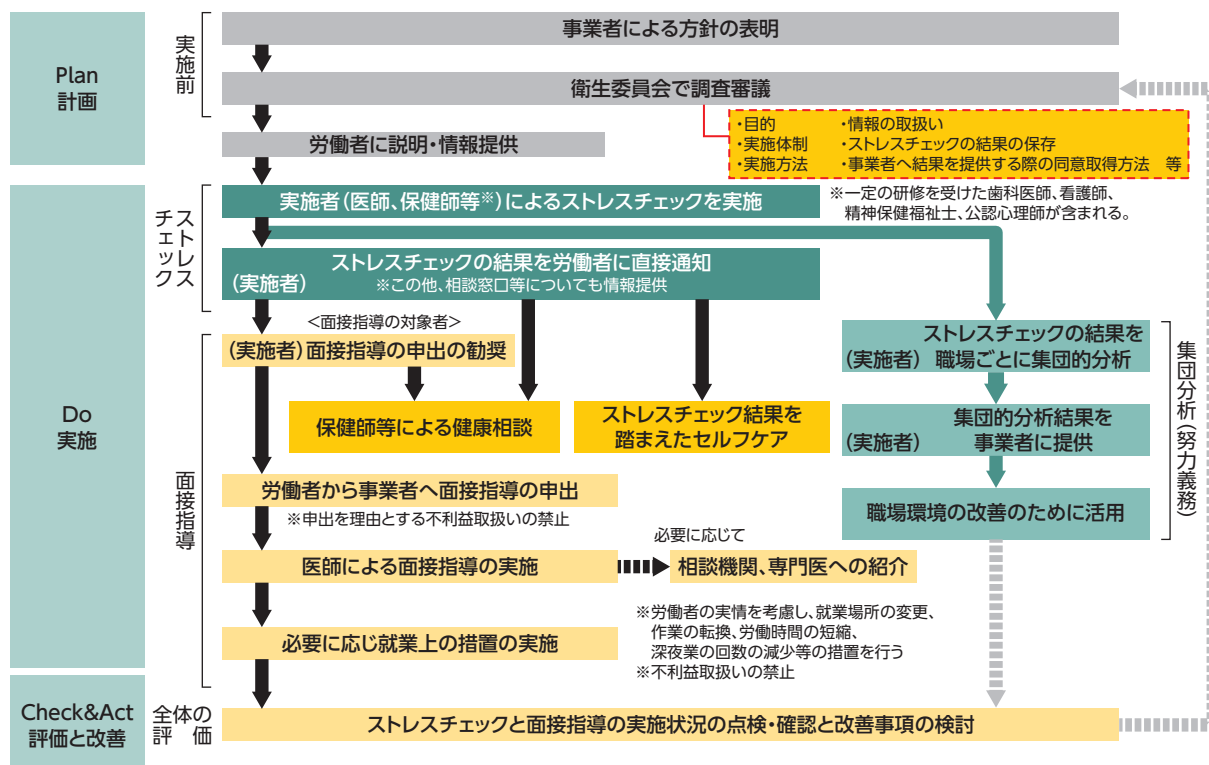 Plan
計画
実施前
事業者による方針の表明
衛生委員会で調査審議
・目的 ・情報の取扱い
・実施体制 ・ストレスチェックの結果の保存
・実施方法 ・事業者へ結果を提供する際の同意取得方法 等
労働者に説明・情報提供
Do
実施
ストレス
チェック
実施者(医師、保健師等※)によるストレスチェックを実施
※一定の研修を受けた歯科医師、看護師、
精神保健福祉士、公認心理師が含まれる。
ストレスチェックの結果を労働者に直接通知
(実施者) ※この他、相談窓口等についても情報提供
面接指導
<面接指導の対象者>
(実施者)面接指導の申出の勧奨
保健師等による健康相談
ストレスチェック結果を
踏まえたセルフケア
労働者から事業者へ面接指導の申出
※申出を理由とする不利益取扱いの禁止
医師による面接指導の実施
必要に応じて
相談機関、専門医への紹介
必要に応じ就業上の措置の実施
※労働者の実情を考慮し、就業場所の変更、
作業の転換、労働時間の短縮、
深夜業の回数の減少等の措置を行う
※不利益取扱いの禁止
集団分析(努力義務)
ストレスチェックの結果を
(実施者) 職場ごとに集団的分析
集団的分析結果を
(実施者) 事業者に提供
職場環境の改善のために活用
Check&Act
評価と改善
全体の
評価
ストレスチェックと面接指導の実施状況の点検・確認と改善事項の検討